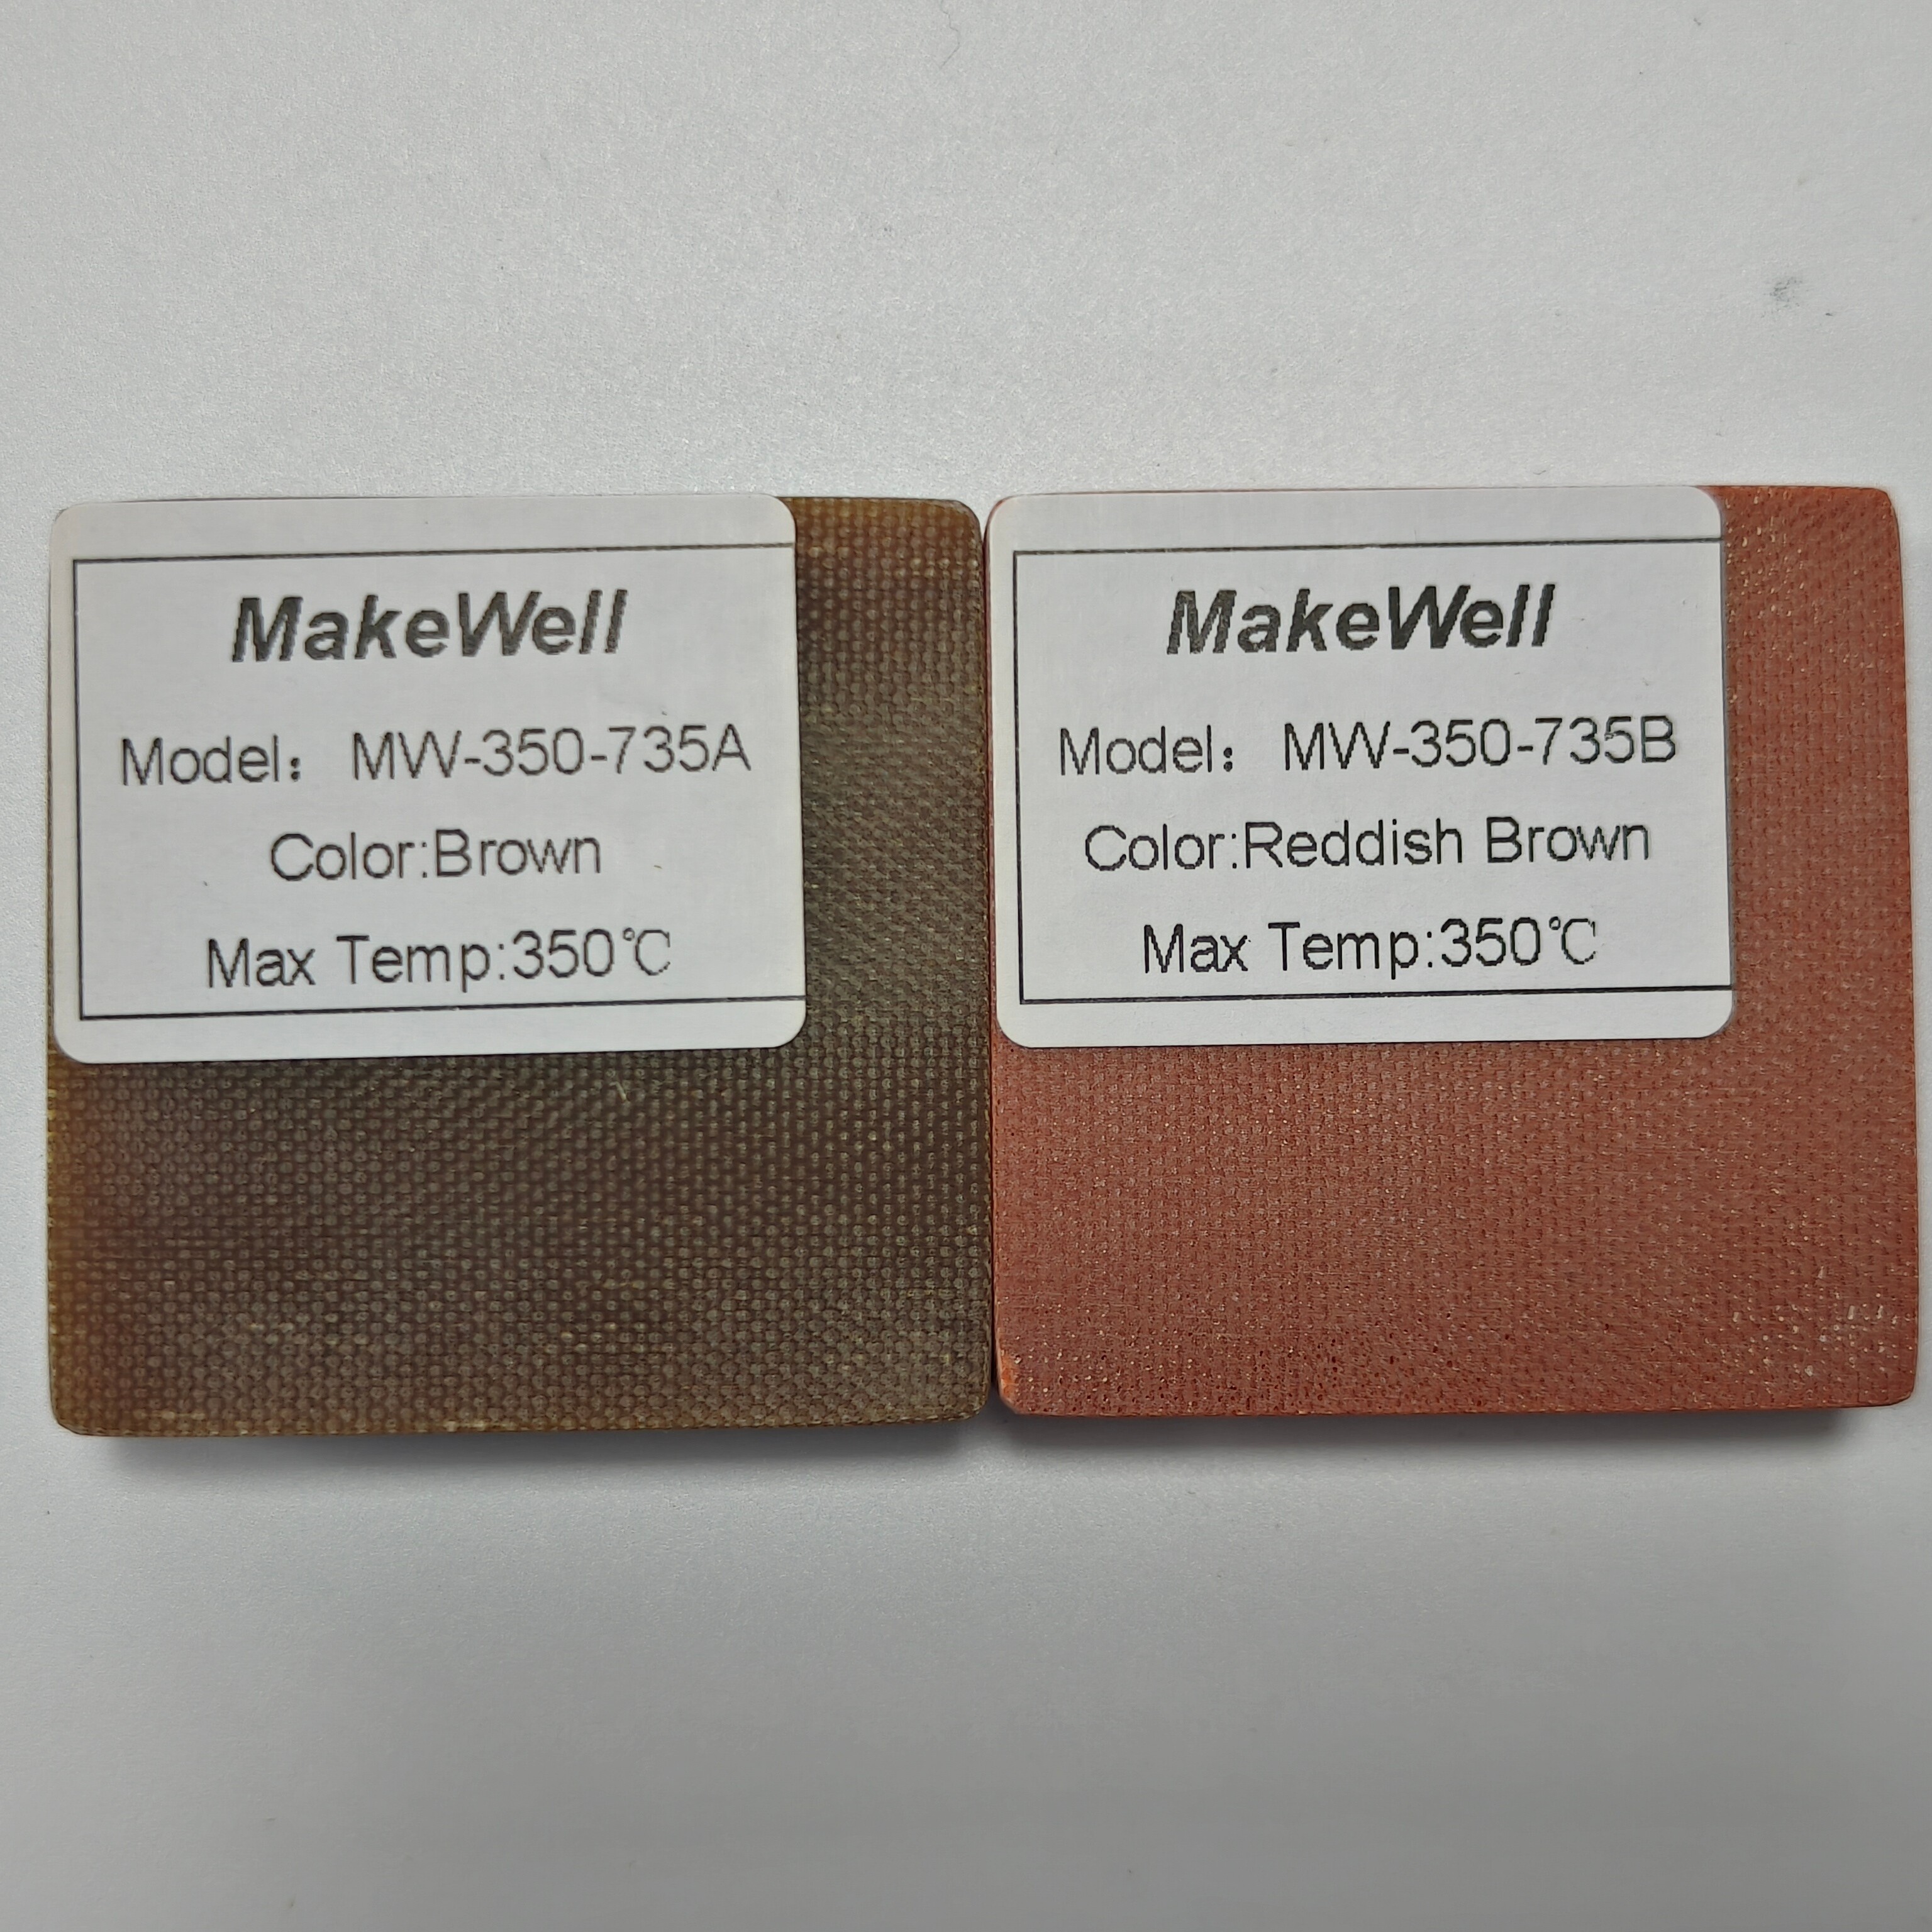 MakeWell
Model： MW-350-735A
Color:Brown
Max Temp:350℃
MakeWell
Model： MW-350-735B
Color:Reddish Brown
Max Temp:350℃